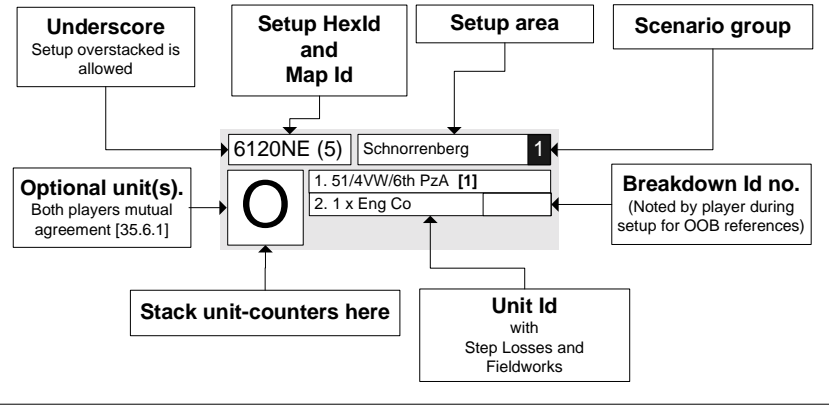 Underscore
Setup overstacked is
allowed
Setup HexId
and
Map Id
Setup area
Scenario group
6120NE (5)
Schnorrenberg
1
Optional unit(s).
Both players mutual
agreement [35.6.1]
O
1. 51/4VW/6th PzA [1]
2. 1 x Eng Co
Breakdown Id no.
(Noted by player during
setup for OOB references)
Stack unit-counters here
Unit Id
with
Step Losses and
Fieldworks